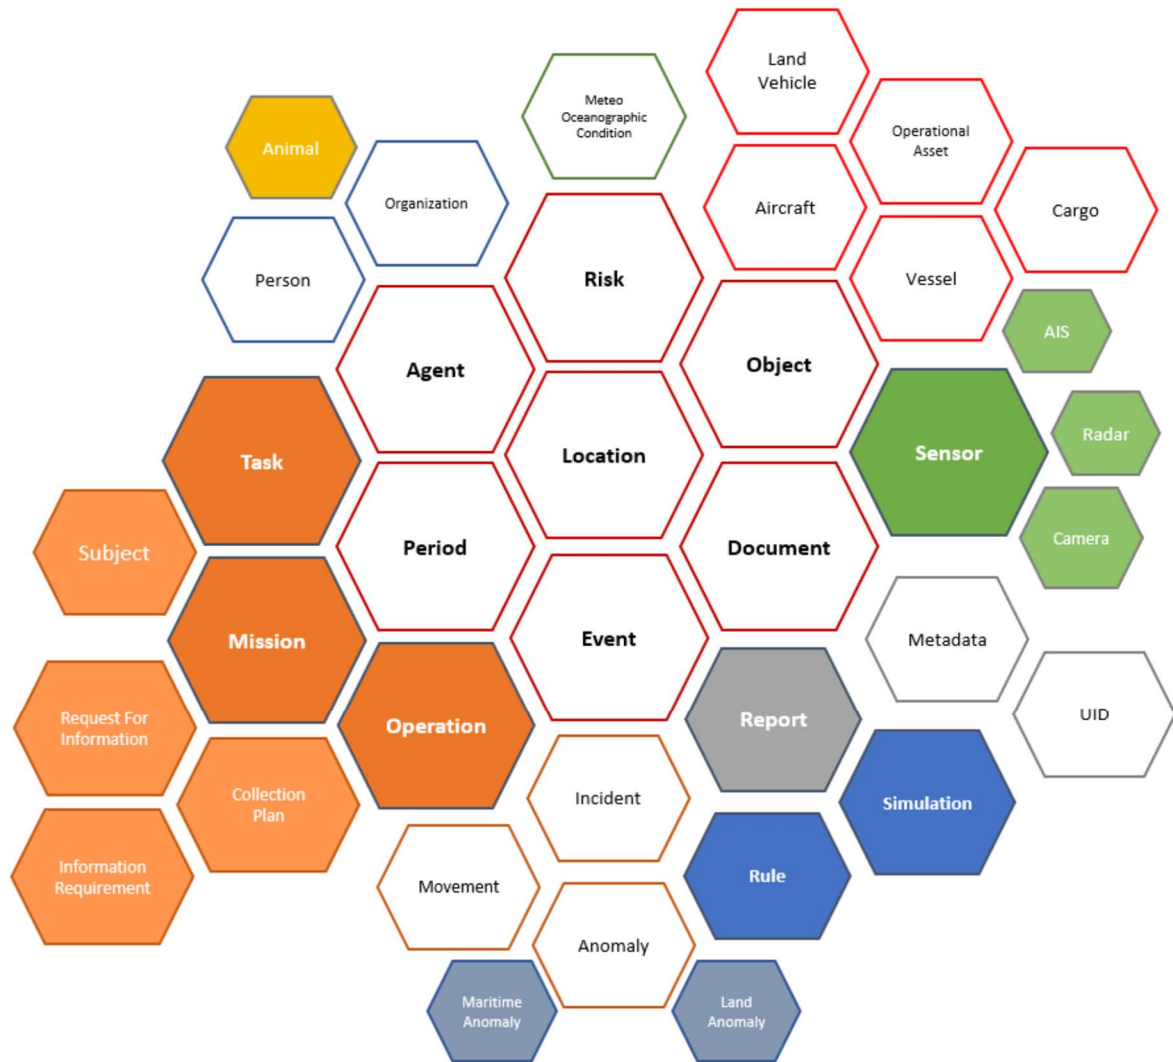 Land
Vehicle
Meteo
Oceanographic
Condition
Operational
Asset
Animal
Organization
Aircraft
Cargo
Person
Risk
Vessel
AIS
Agent
Object
Radar
Task
Location
Sensor
Camera
Subject
Period
Document
Mission
Event
Metadata
Request For
Information
Operation
Report
UID
Collection
Plan
Incident
Simulation
Information
Requirement
Movement
Rule
Anomaly
Maritime
Anomaly
Land
Anomaly